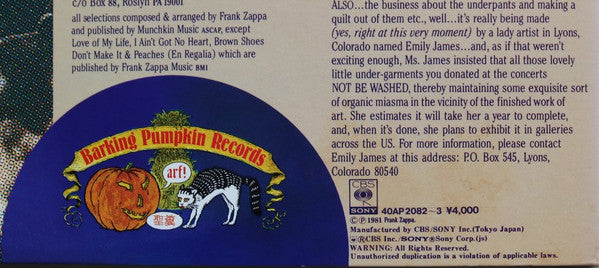 c/o Box 88, Roslyn PA 19001
all selections composed & arranged by Frank Zappa
and published by Munchkin Music ASCAP, except
Love of My Life, I Ain't Got No Heart, Brown Shoes
Don't Make It & Peaches (En Regalia) which are
published by Frank Zappa Music BMI
Barking Pumpkin Records
arf!
聖糞
ALSO...the business about the underpants and making a
quilt out of them etc., well...it's really being made
(yes, right at this very moment) by a lady artist in Lyons,
Colorado named Emily James...and, as if that weren't
exciting enough, Ms. James insisted that all those lovely
little under-garments you donated at the concerts
NOT BE WASHED, thereby maintaining some exquisite sort
of organic miasma in the vicinity of the finished work of
art. She estimates it will take her a year to complete,
and, when it's done, she plans to exhibit it in galleries
across the US. For more information, please contact
Emily James at this address: P.O. Box 545, Lyons,
Colorado 80540
CBS
SONY 40AP2082~3 ¥4,000
©Ⓟ1981 Frank Zappa.
Manufactured by CBS/SONY Inc.(Tokyo Japan)
®CBS Inc./SONY®Sony Corp.(js)
WARNING: All Rights Reserved.
Unauthorized duplication is a violation of applicable laws.